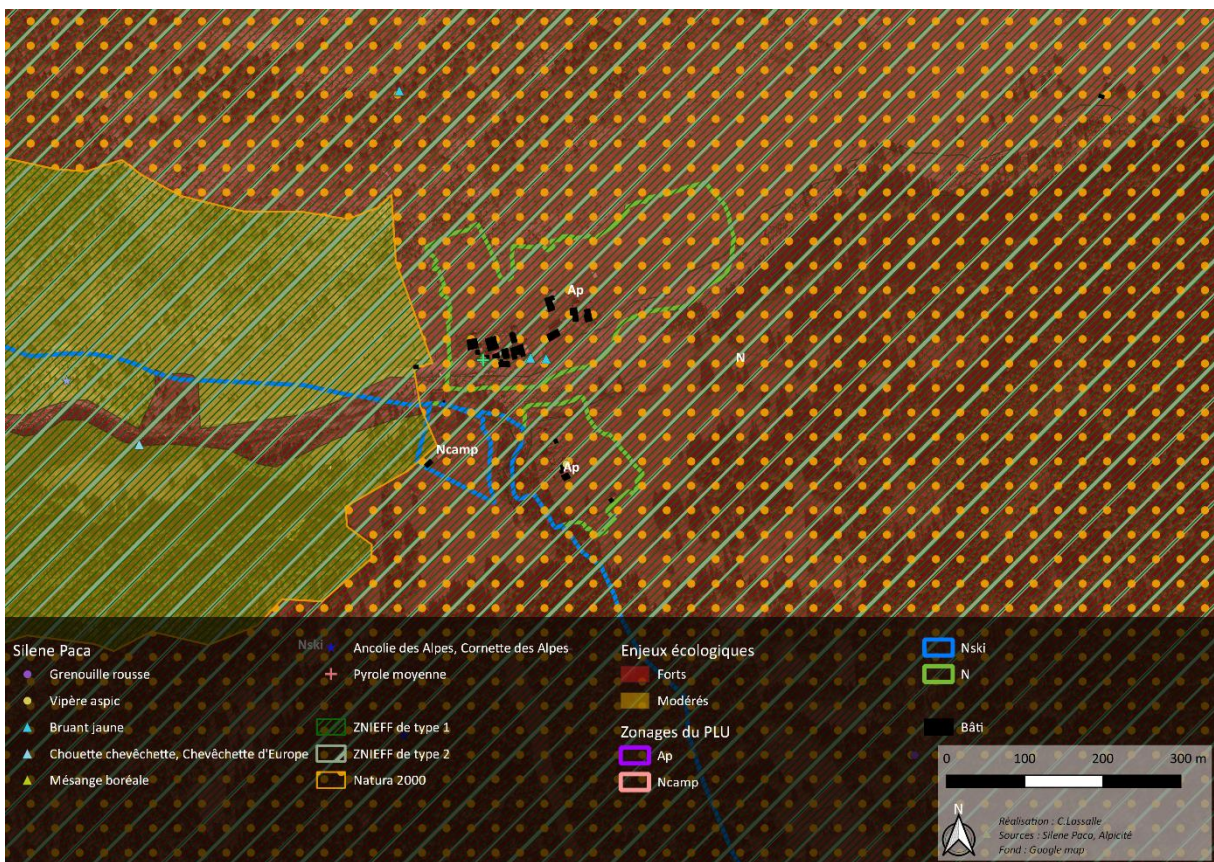 Ap
N
Ncamp
Ap
Silene Paca
Grenouille rousse
Vipère aspic
Bruant jaune
Chouette chevêchette, Chevêchette d'Europe
Mésange boréale
Nski
Ancolie des Alpes, Cornette des Alpes
Pyrole moyenne
ZNIEFF de type 1
ZNIEFF de type 2
Natura 2000
Enjeux écologiques
Forts
Modérés
Zonages du PLU
Ap
Ncamp
Nski
N
Bâti
0 100 200 300 m
N
Réalisation : C.Lossalle
Sources : Silene Paca, Alpicité
Fond : Google map